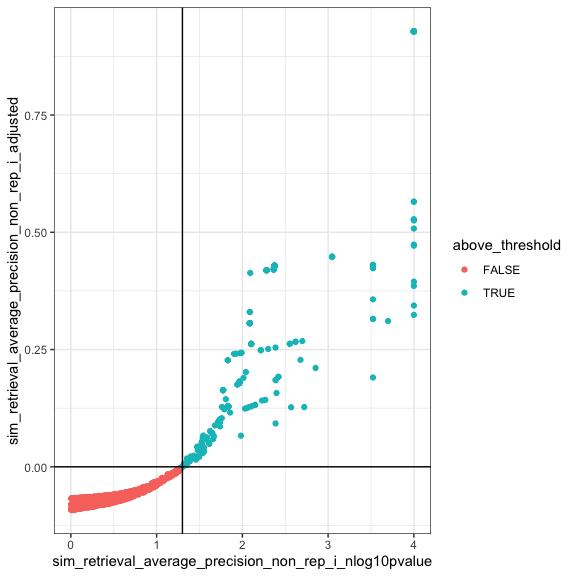 sim_retrieval_average_precision_non_rep_i_adjusted
0.75
0.50
0.25
0.00
0
1
2
3
4
sim_retrieval_average_precision_non_rep_i_nlog10pvalue
above_threshold
FALSE
TRUE